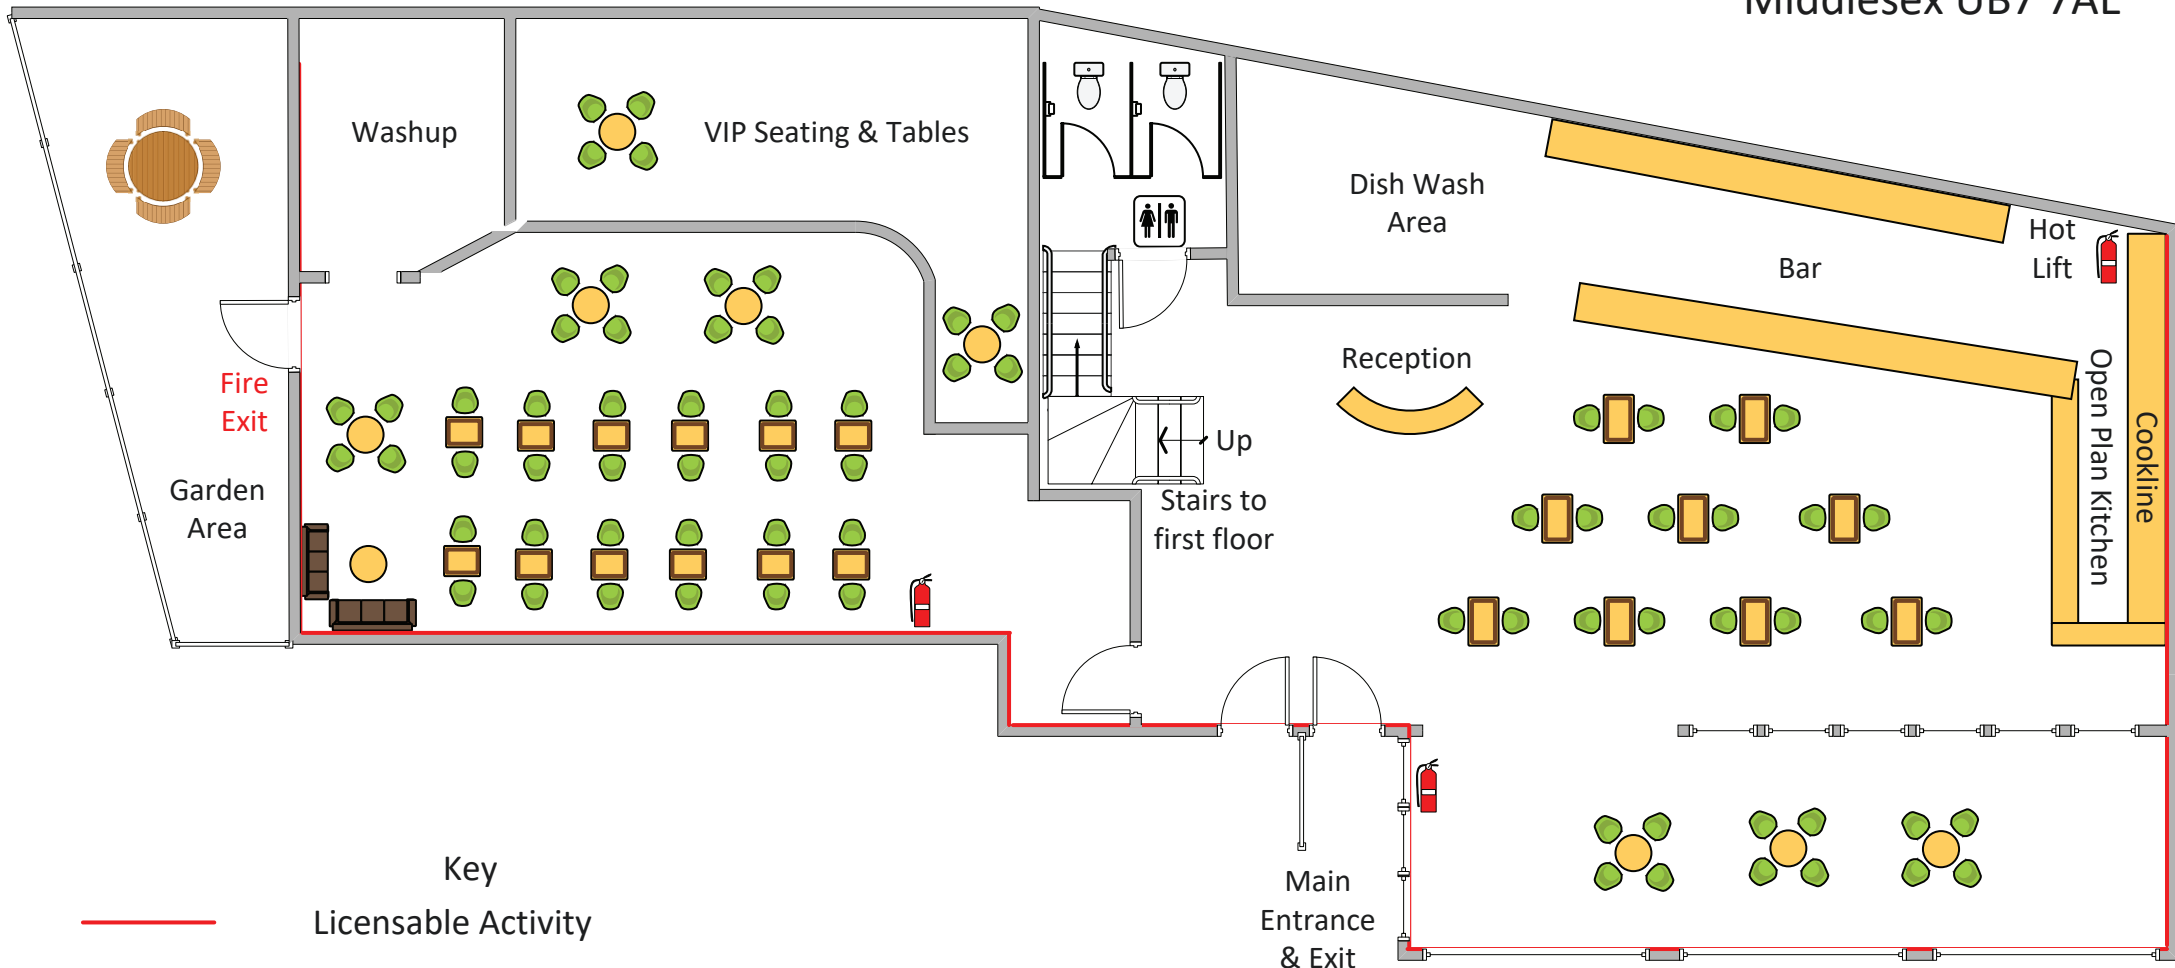 Middlesex UB7 7AL
Washup
VIP Seating & Tables
Dish Wash
Area
Hot
Lift
Bar
Reception
Fire
Exit
Open Plan Kitchen
Cookline
Up
Garden
Area
Stairs to
first floor
Key
Licensable Activity
Main
Entrance
& Exit